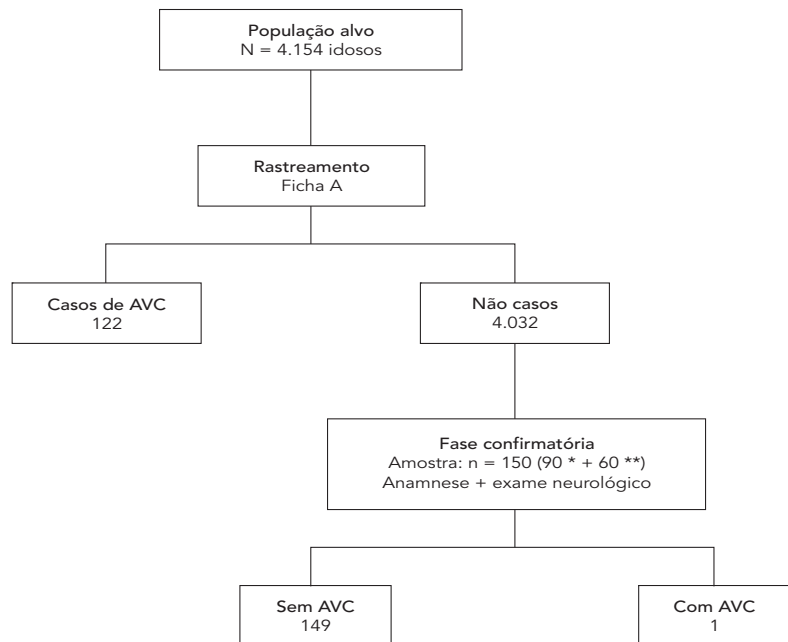 População alvo
N = 4.154 idosos
Rastreamento
Ficha A
Casos de AVC
122
Não casos
4.032
Fase confirmatória
Amostra: n = 150 (90 * + 60 **)
Anamnese + exame neurológico
Sem AVC
149
Com AVC
1